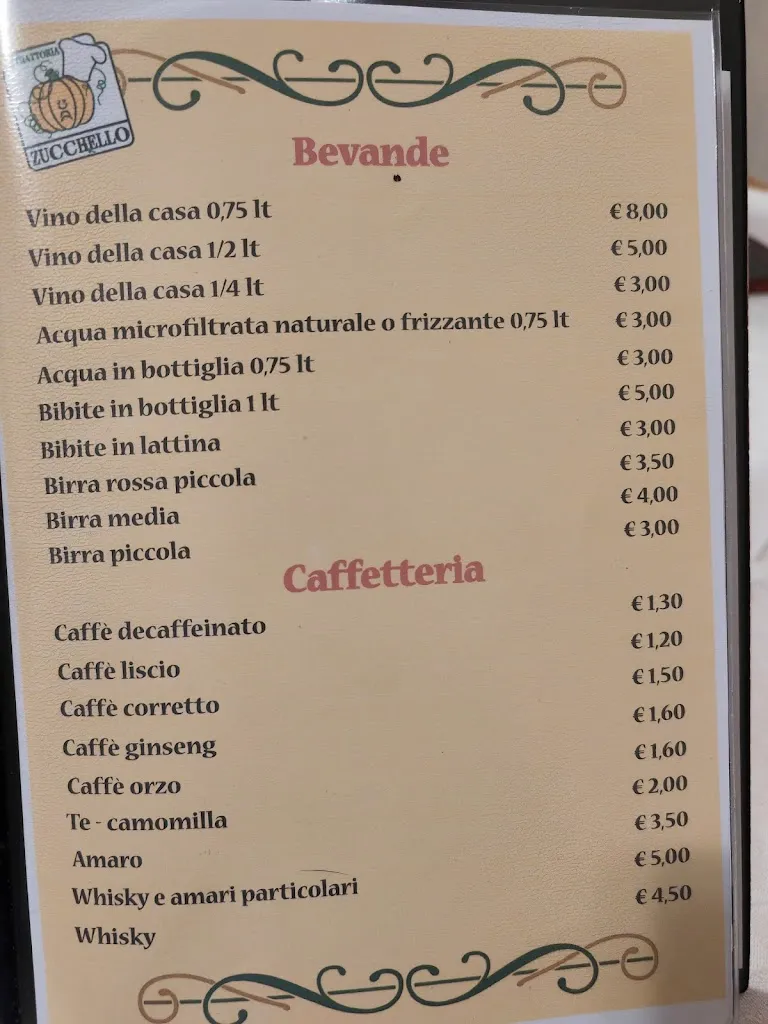 TRATTORIA
ZUCCHELLO
Bevande
Vino della casa 0,75 lt € 8,00
Vino della casa 1/2 lt € 5,00
Vino della casa 1/4 lt € 3,00
Acqua microfiltrata naturale o frizzante 0,75 lt € 3,00
Acqua in bottiglia 0,75 lt € 3,00
Bibite in bottiglia 1 lt € 5,00
Bibite in lattina € 3,00
Birra rossa piccola € 3,50
Birra media € 4,00
Birra piccola € 3,00
Caffetteria
Caffè decaffeinato € 1,30
Caffè liscio € 1,20
Caffè corretto € 1,50
Caffè ginseng € 1,60
Caffè orzo € 1,60
Te - camomilla € 2,00
Amaro € 3,50
Whisky e amari particolari € 5,00
Whisky € 4,50